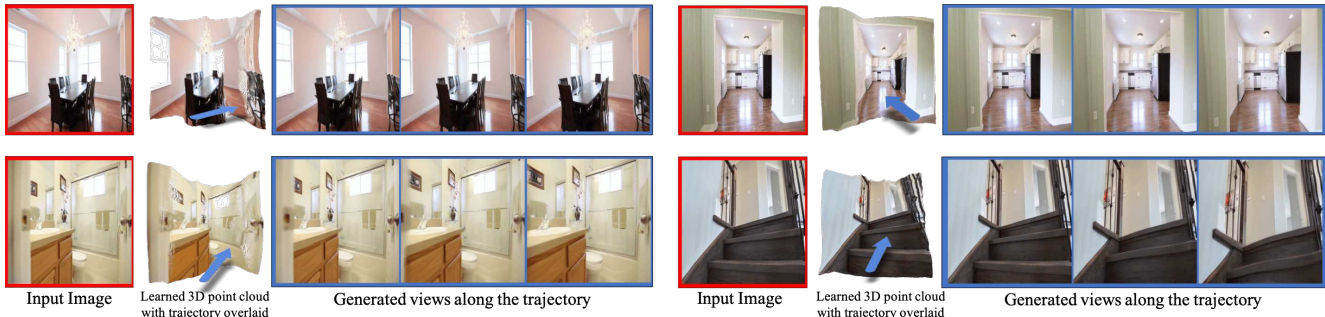 Input Image
Learned 3D point cloud
with trajectory overlaid
Generated views along the trajectory
Input Image
Learned 3D point cloud
with trajectory overlaid
Generated views along the trajectory